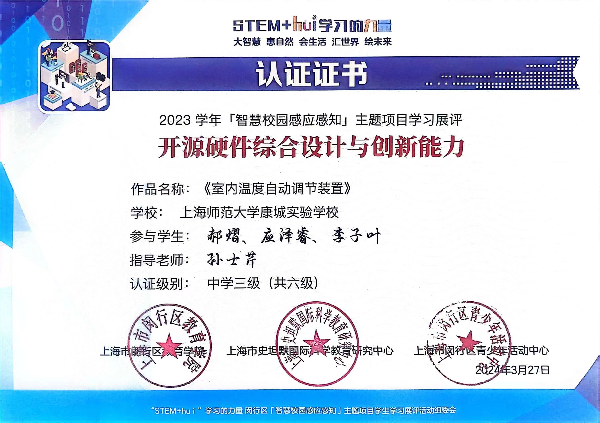 STEM+hui学习的力量
大智慧 惠自然 会生活 汇世界 绘未来
认证证书
2023 学年「智慧校园感应感知」主题项目学习展评
开源硬件综合设计与创新能力
作品名称：《室内温度自动调节装置》
学校： 上海师范大学康城实验学校
参与学生： 郝熠、应泽睿、李子叶
指导老师： 孙士芹
认证级别： 中学三级（共六级）
上海市闵行区教育学院 上海市史坦默国际科学教育研究中心 上海市闵行区青少年活动中心
2024年3月27日
“STEM+hui”学习的力量 闵行区「智慧校园感应感知」主题项目学生学习展评活动组委会